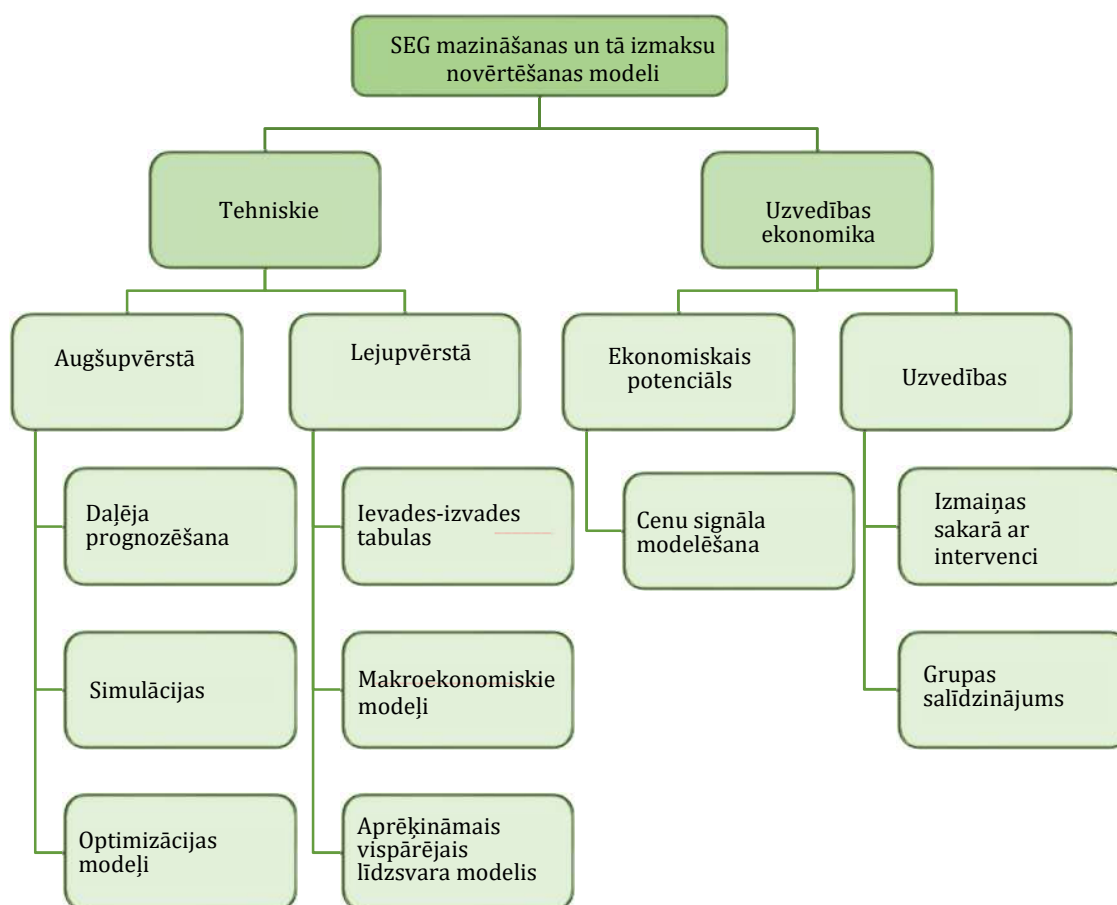 SEG mazināšanas un tā izmaksu
novērtēšanas modeli
Tehniskie
Uzvedības
ekonomika
Augšupvērstā
Lejupvērstā
Ekonomiskais
potenciāls
Uzvedības
Daļēja
prognozēšana
Ievades-izvades
tabulas
Cenu signāla
modelēšana
Izmaiņas
sakarā ar
intervenci
Simulācijas
Makroekonomiskie
modeļi
Grupas
salīdzinājums
Optimizācijas
modeļi
Aprēķināmais
vispārējais
līdzsvara modelis